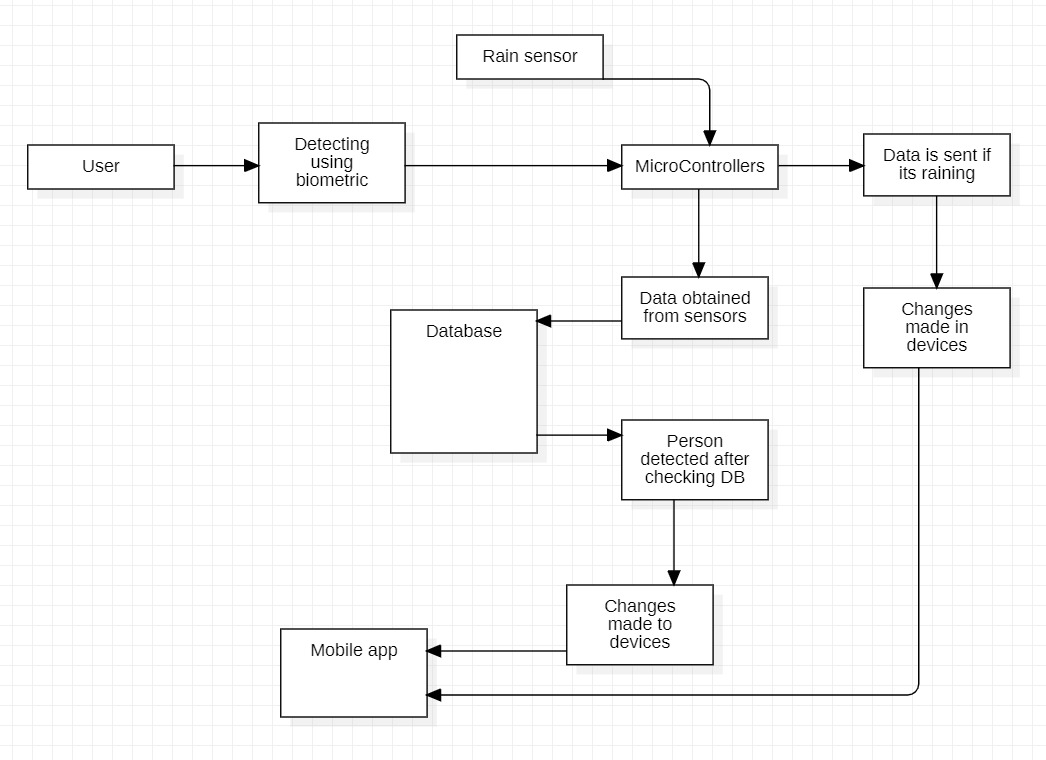 Rain sensor
User
Detecting
using
biometric
MicroControllers
Data is sent if
its raining
Data obtained
from sensors
Changes
made in
devices
Database
Person
detected after
checking DB
Changes
made to
devices
Mobile app